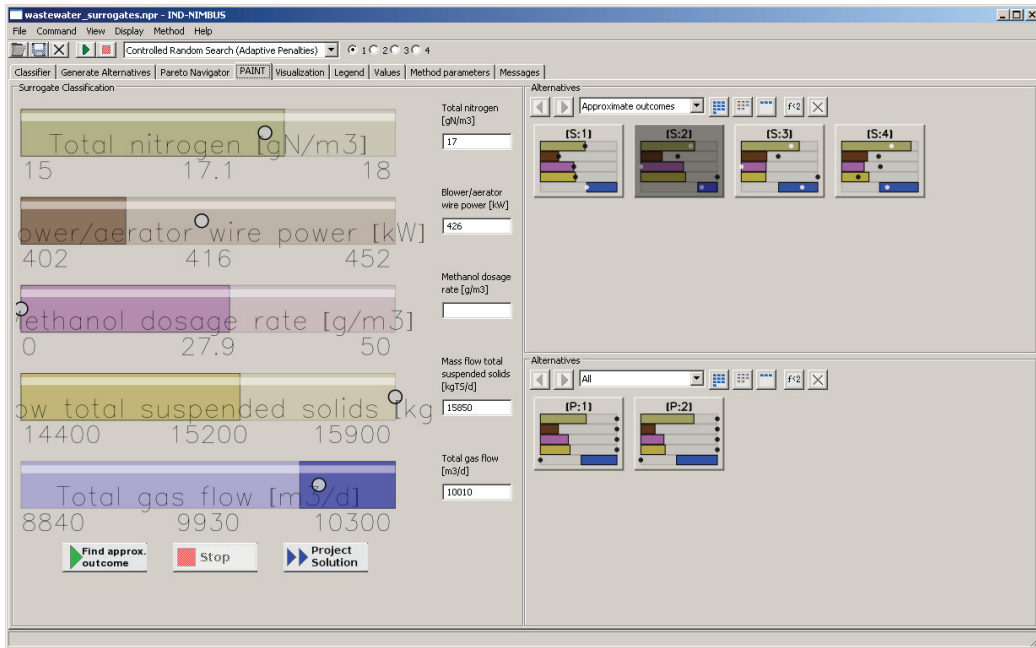 wastewater_surrogates.npr - IND-NIMBUS
File Command View Display Method Help
Controlled Random Search (Adaptive Penalties) 1 2 3 4
Classifier Generate Alternatives Pareto Navigator PAINT Visualization Legend Values Method parameters Messages
Surrogate Classification
Total nitrogen [gN/m3]
15 17.1 18
Total nitrogen
[gN/m3]
17
ower/aerator wire power [kW]
402 416 452
Blower/aerator
wire power [kW]
426
methanol dosage rate [g/m3]
0 27.9 50
Methanol dosage
rate [g/m3]
ow total suspended solids [kg
14400 15200 15900
Mass flow total
suspended solids
[kgTS/d]
15850
Total gas flow [m3/d]
8840 9930 10300
Total gas flow
[m3/d]
10010
Find approx.
outcome
Stop
Project
Solution
Alternatives
Approximate outcomes f<2
(S:1) (S:2) (S:3) (S:4)
Alternatives
All f<2
(P:1) (P:2)